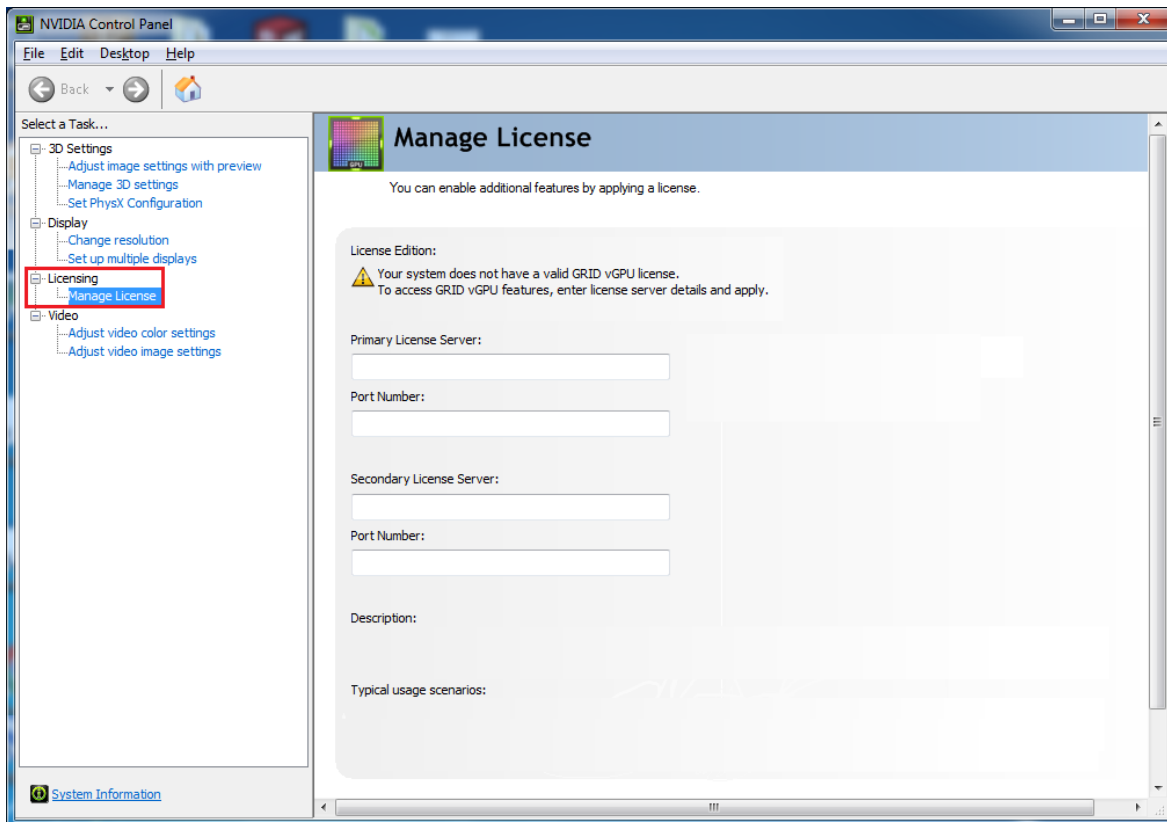 NVIDIA Control Panel
File Edit Desktop Help
Back
Select a Task...
3D Settings
Adjust image settings with preview
Manage 3D settings
Set PhysX Configuration
Display
Change resolution
Set up multiple displays
Licensing
Manage License
Video
Adjust video color settings
Adjust video image settings
System Information
GPU
Manage License
You can enable additional features by applying a license.
License Edition:
Your system does not have a valid GRID vGPU license.
To access GRID vGPU features, enter license server details and apply.
Primary License Server:
Port Number:
Secondary License Server:
Port Number:
Description:
Typical usage scenarios: